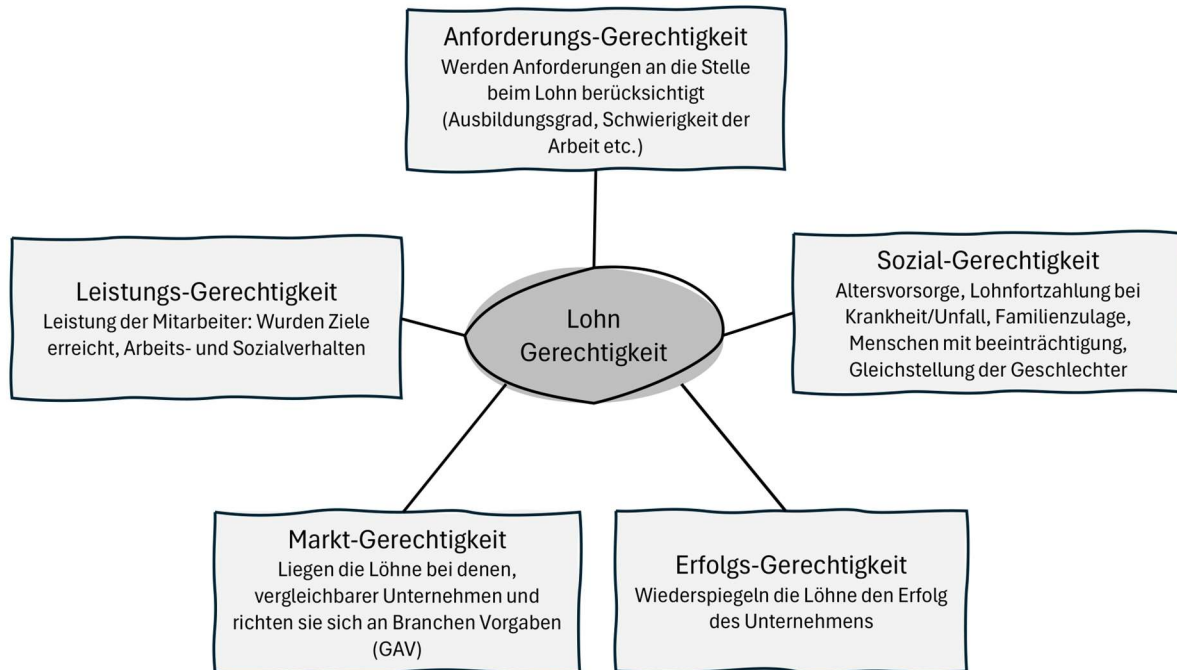 Anforderungs-Gerechtigkeit
Werden Anforderungen an die Stelle
beim Lohn berücksichtigt
(Ausbildungsgrad, Schwierigkeit der
Arbeit etc.)
Leistungs-Gerechtigkeit
Leistung der Mitarbeiter: Wurden Ziele
erreicht, Arbeits- und Sozialverhalten
Lohn
Gerechtigkeit
Sozial-Gerechtigkeit
Altersvorsorge, Lohnfortzahlung bei
Krankheit/Unfall, Familienzulage,
Menschen mit beeinträchtigung,
Gleichstellung der Geschlechter
Markt-Gerechtigkeit
Liegen die Löhne bei denen,
vergleichbarer Unternehmen und
richten sie sich an Branchen Vorgaben
(GAV)
Erfolgs-Gerechtigkeit
Wiederspiegeln die Löhne den Erfolg
des Unternehmens